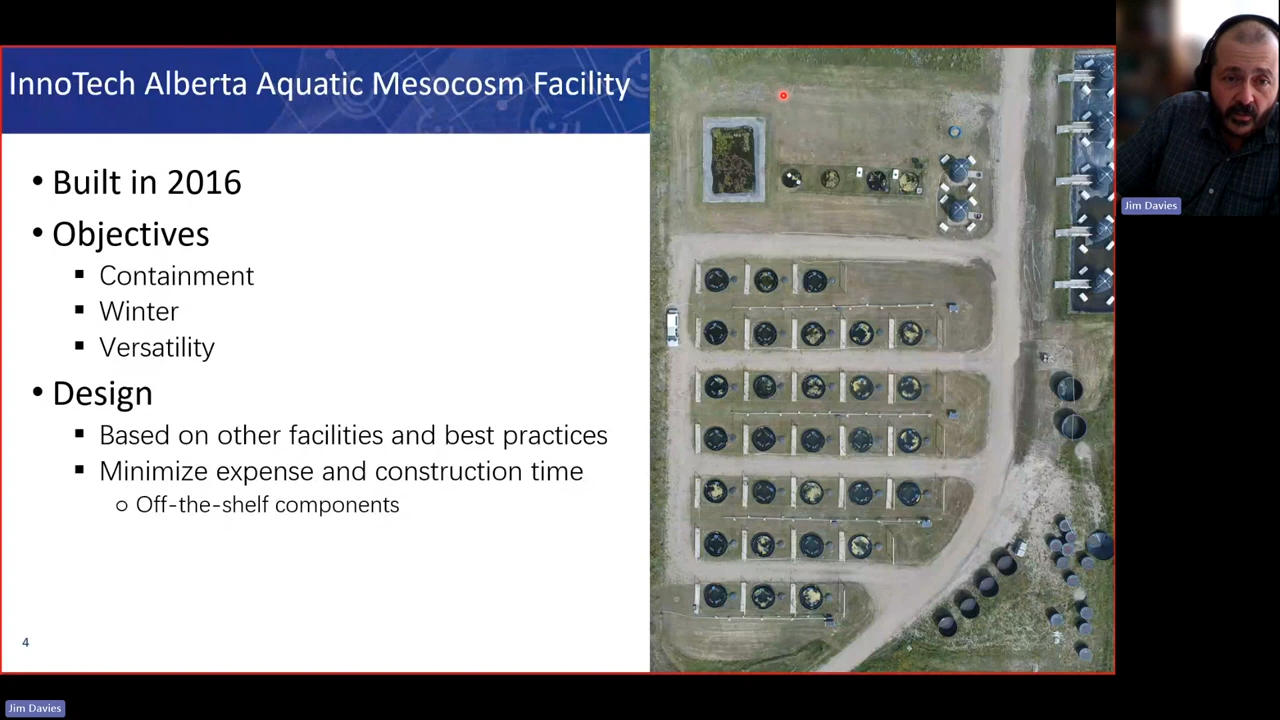 InnoTech Alberta Aquatic Mesocosm Facility
• Built in 2016
• Objectives
▪ Containment
▪ Winter
▪ Versatility
• Design
▪ Based on other facilities and best practices
▪ Minimize expense and construction time
○ Off-the-shelf components
4
Jim Davies
Jim Davies